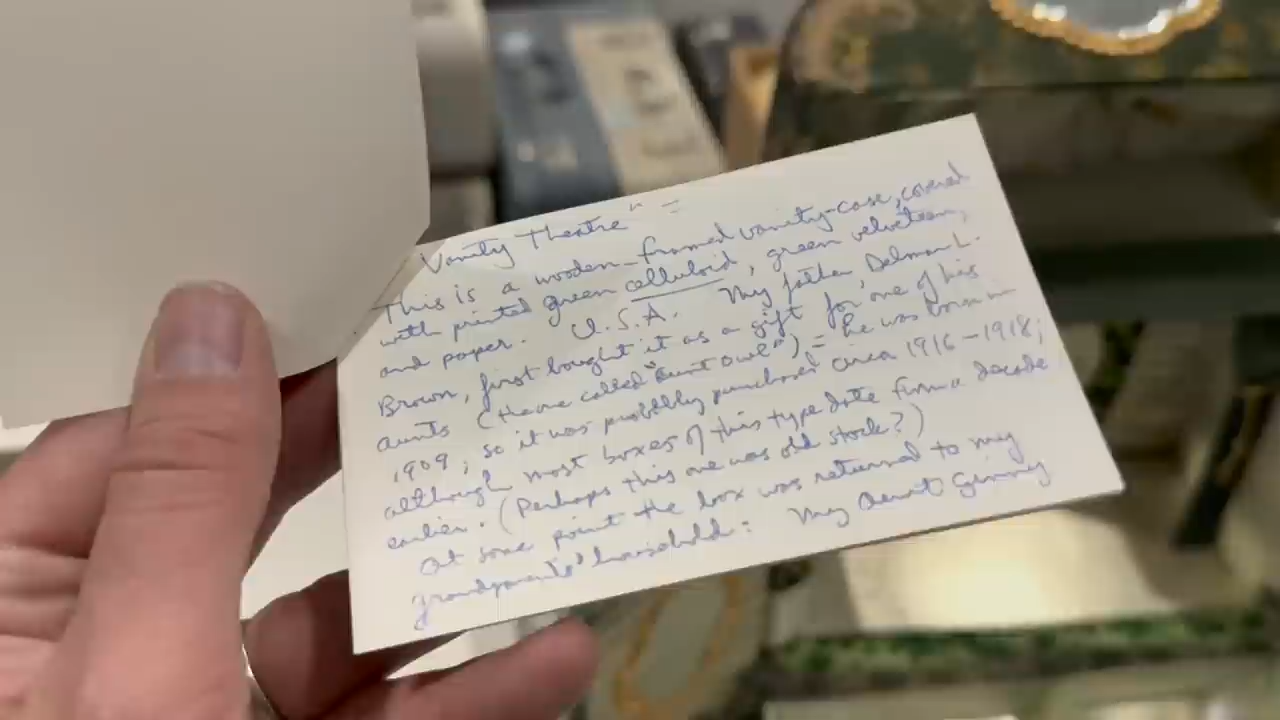 Vanity Theatre" =
This is a wooden-framed vanity-case, covered
with printed green celluloid, green velveteen,
and paper. U.S.A. My father Delmar L.
Brown, first bought it as a gift for one of his
aunts (the one called "Aunt Owl") = he was born in
1909, so it was probably purchased circa 1916-1918;
although most boxes of this type date from a decade
earlier. (Perhaps this one was old stock?)
At some point the box was returned to my
grandparents' household: My Aunt Ginny